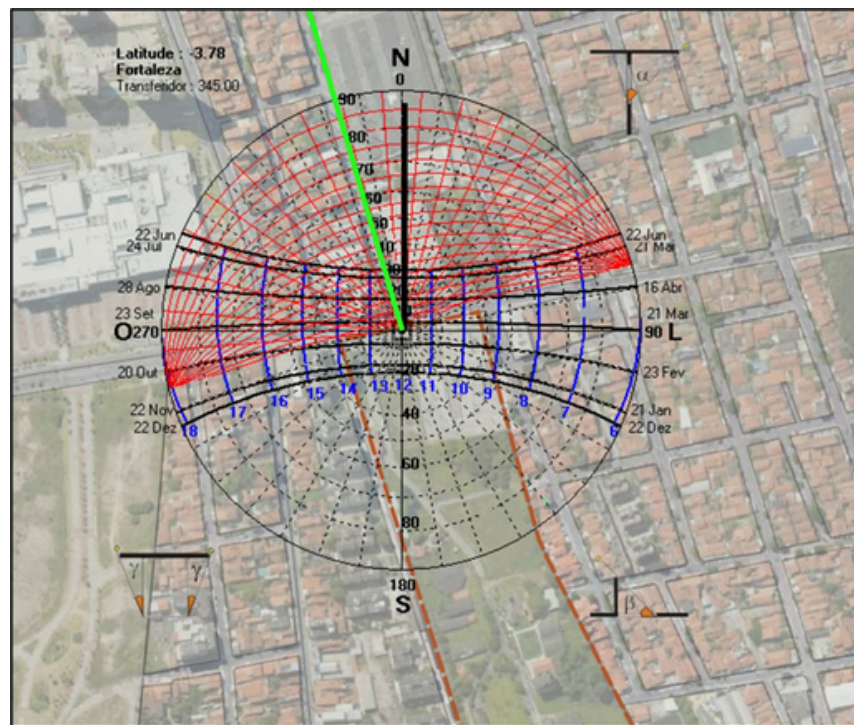 Latitude : -3.78
Fortaleza
Transferidor : 345.00
N
0
90
80
70
60
50
40
α
22 Jun
24 Jul
28 Ago
23 Set
O 270
20 Out
22 Nov
22 Dez
22 Jun
21 Mai
16 Abr
21 Mar
90 L
23 Fev
21 Jan
22 Dez
18 17 16 15 14 13 12 11 10 9 8 7 6
20
40
60
80
180
S
γ γ
β